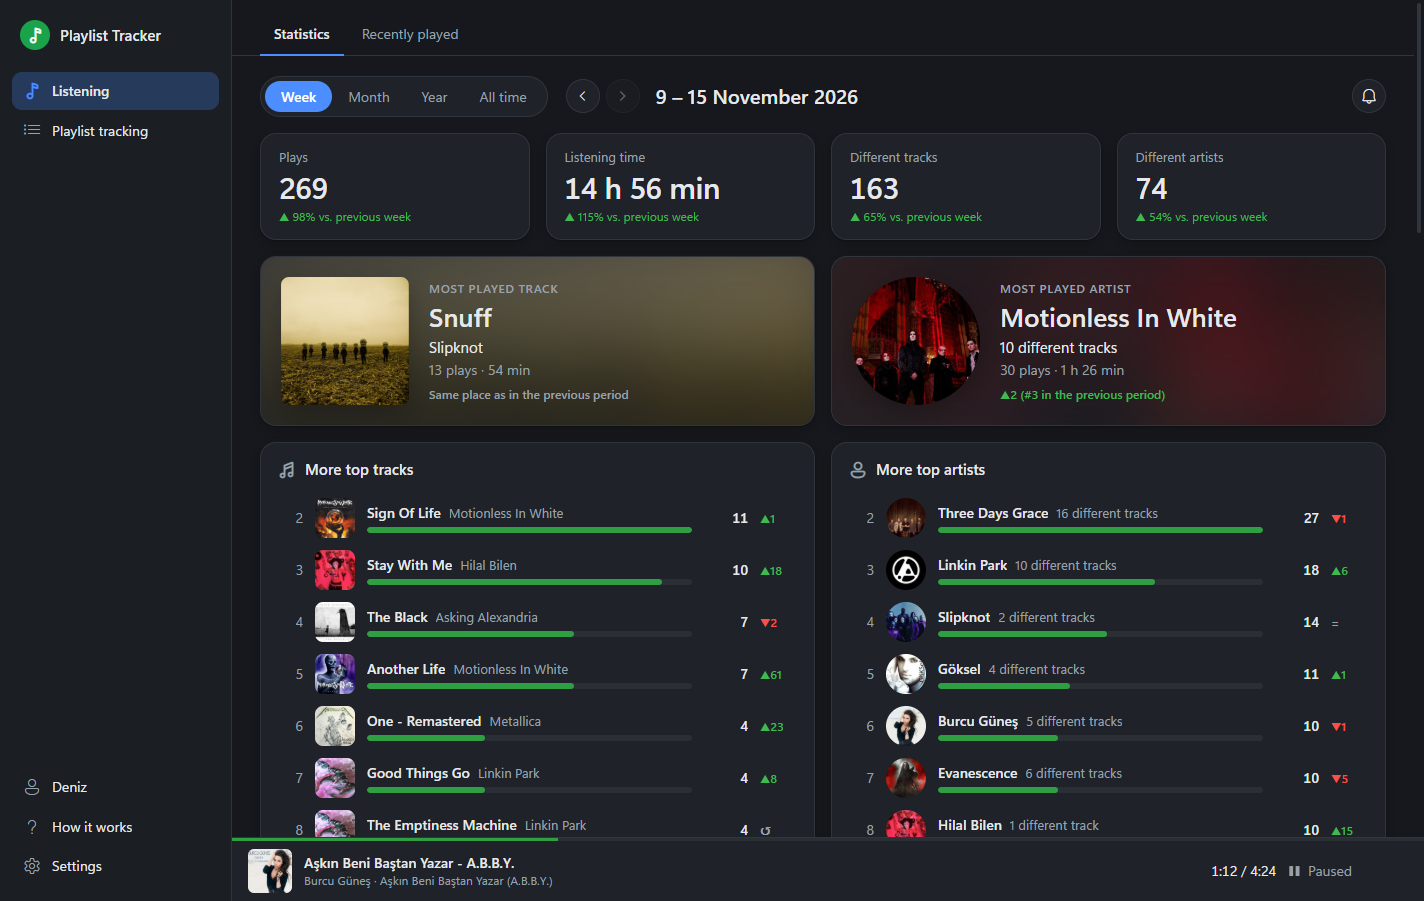 Playlist Tracker
Listening
Playlist tracking
Deniz
How it works
Settings
Statistics
Recently played
Week
Month
Year
All time
9 – 15 November 2026
Plays
269
▲ 98% vs. previous week
Listening time
14 h 56 min
▲ 115% vs. previous week
Different tracks
163
▲ 65% vs. previous week
Different artists
74
▲ 54% vs. previous week
MOST PLAYED TRACK
Snuff
Slipknot
13 plays · 54 min
Same place as in the previous period
MOST PLAYED ARTIST
Motionless In White
10 different tracks
30 plays · 1 h 26 min
▲2 (#3 in the previous period)
More top tracks
2 Sign Of Life Motionless In White 11 ▲1
3 Stay With Me Hilal Bilen 10 ▲18
4 The Black Asking Alexandria 7 ▼2
5 Another Life Motionless In White 7 ▲61
6 One - Remastered Metallica 4 ▲23
7 Good Things Go Linkin Park 4 ▲8
8 The Emptiness Machine Linkin Park 4 ↺
More top artists
2 Three Days Grace 16 different tracks 27 ▼1
3 Linkin Park 10 different tracks 18 ▲6
4 Slipknot 2 different tracks 14 =
5 Göksel 4 different tracks 11 ▲1
6 Burcu Güneş 5 different tracks 10 ▼1
7 Evanescence 6 different tracks 10 ▼5
8 Hilal Bilen 1 different track 10 ▲15
Aşkın Beni Baştan Yazar - A.B.B.Y.
Burcu Güneş · Aşkın Beni Baştan Yazar (A.B.B.Y.)
1:12 / 4:24 Paused